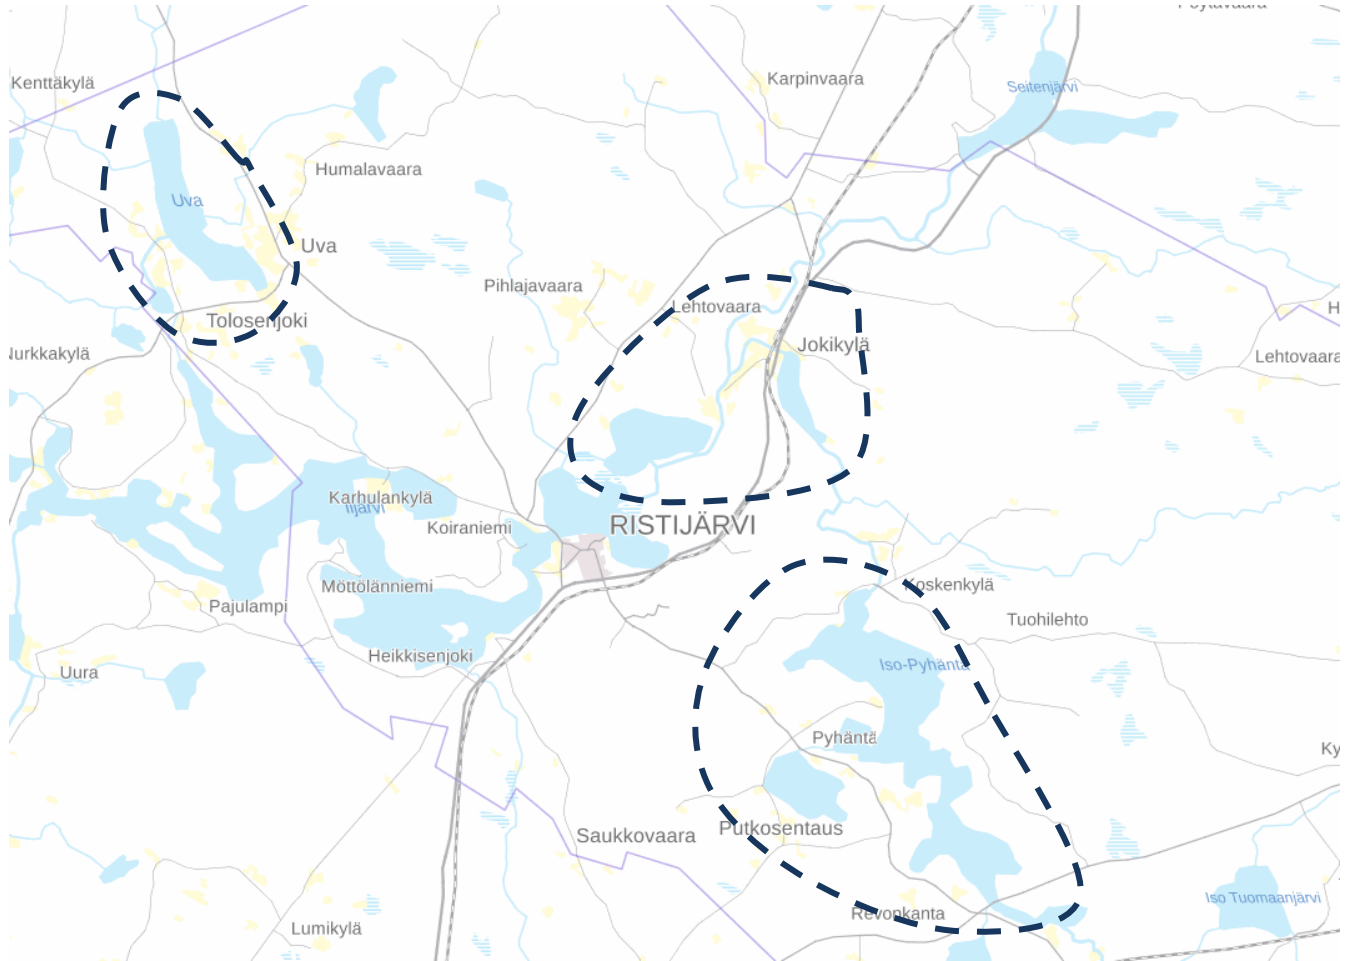 Kenttäkylä
Karpinvaara
Seitenjärvi
Humalavaara
Uva
Uva
Pihlajavaara
Lehtovaara
Tolosenjoki
Jokikylä
Lehtovaara
Karhulankylä
Iijärvi
Koiraniemi
RISTIJÄRVI
Möttölänniemi
Koskenkylä
Pajulampi
Tuohilehto
Heikkisenjoki
Iso-Pyhäntä
Uura
Pyhäntä
Ky
Putkosentaus
Saukkovaara
Iso Tuomaanjärvi
Revonkanta
Lumikylä